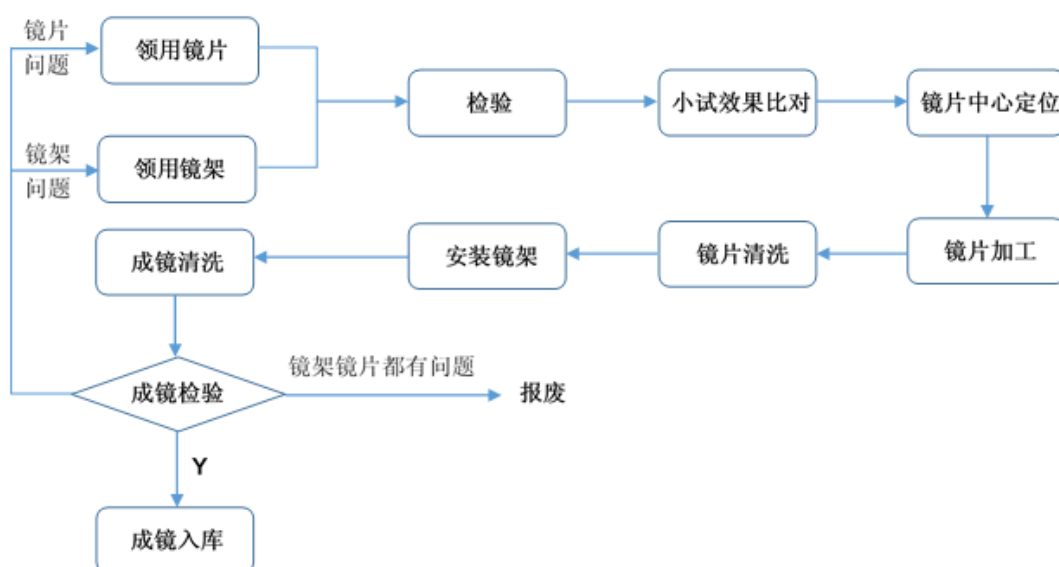 镜片
问题
领用镜片
检验
小试效果比对
镜片中心定位
镜架
问题
领用镜架
成镜清洗
安装镜架
镜片清洗
镜片加工
镜架镜片都有问题
成镜检验
报废
Y
成镜入库